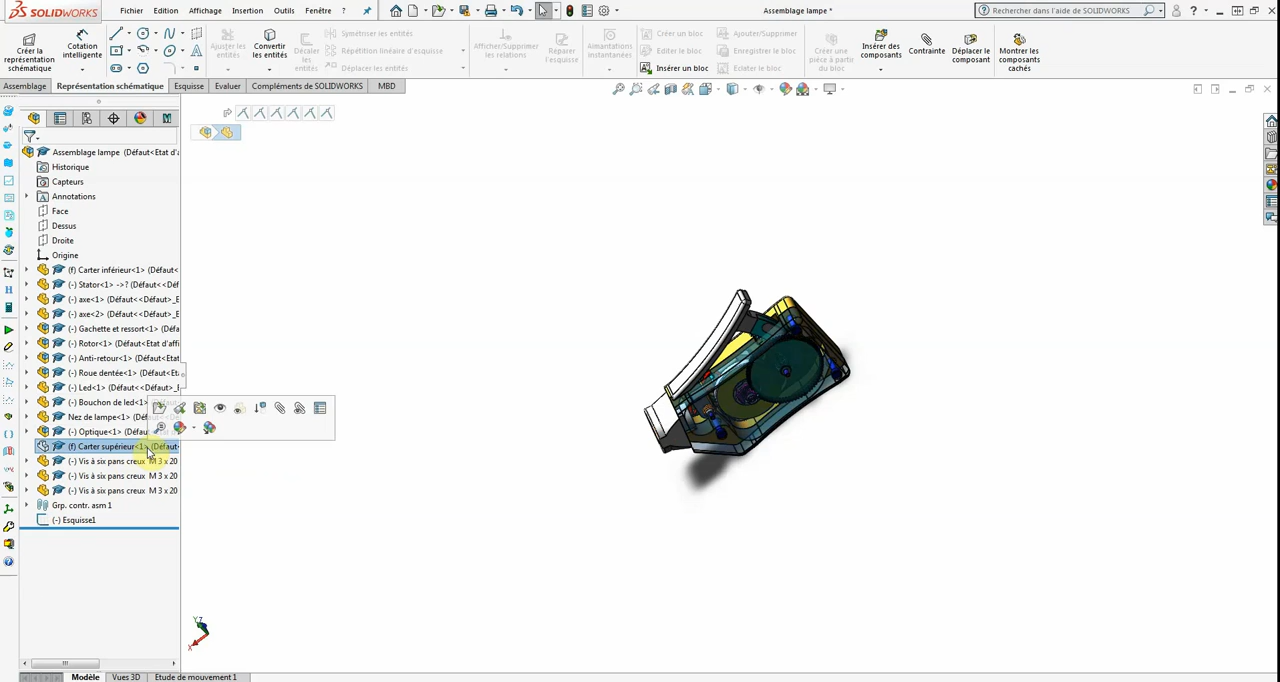 SOLIDWORKS
Fichier Edition Affichage Insertion Outils Fenêtre ?
Assemblage lampe *
Rechercher dans l'aide de SOLIDWORKS
Créer la représentation schématique
Cotation intelligente
Ajuster les entités
Convertir les entités
Décaler les entités
Symétriser les entités
Répétition linéaire d'esquisse
Déplacer les entités
Afficher/Supprimer les relations
Réparer l'esquisse
Aimantations instantanées
Créer un bloc
Editer le bloc
Insérer un bloc
Ajouter/Supprimer
Enregistrer le bloc
Eclater le bloc
Créer une pièce à partir du bloc
Insérer des composants
Contrainte
Déplacer le composant
Montrer les composants cachés
Assemblage Représentation schématique Esquisse Evaluer Compléments de SOLIDWORKS MBD
Assemblage lampe (Défaut<Etat d'a
Historique
Capteurs
Annotations
Face
Dessus
Droite
Origine
(f) Carter inférieur<1> (Défaut<
(-) Stator<1> ->? (Défaut<<Déf
(-) axe<1> (Défaut<<Défaut>_E
(-) axe<2> (Défaut<<Défaut>_E
(-) Gachette et ressort<1> (Défa
(-) Rotor<1> (Défaut<Etat d'affi
(-) Anti-retour<1> (Défaut<Etat
(-) Roue dentée<1> (Défaut<Eta
(-) Led<1> (Défaut<<Défaut>_
(-) Bouchon de led<1>
Nez de lampe<1>
(-) Optique<1> (Défau
(f) Carter supérieur<1> (Défaut<
(-) Vis à six pans creux M 3 x 20
(-) Vis à six pans creux M 3 x 20
(-) Vis à six pans creux M 3 x 20
Grp. contr. asm 1
(-) Esquisse1
Y Z
X
Modèle Vues 3D Etude de mouvement 1